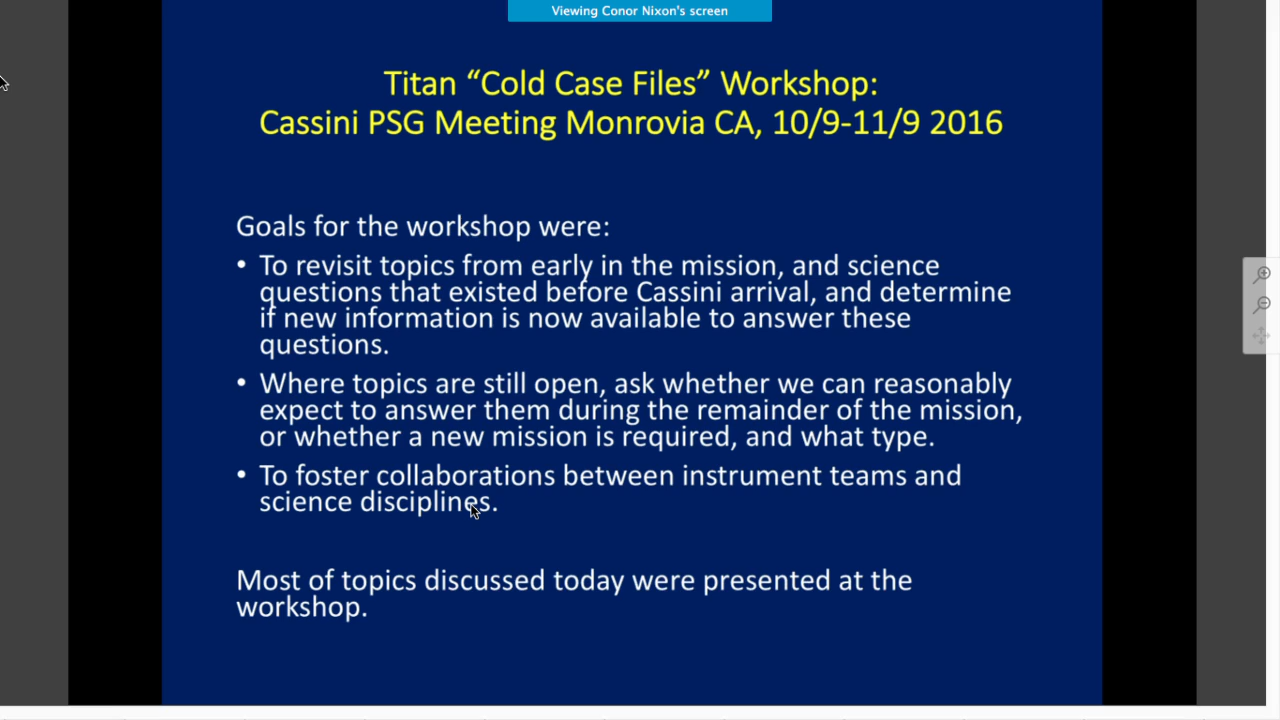 Viewing Conor Nixon's screen
Titan “Cold Case Files” Workshop:
Cassini PSG Meeting Monrovia CA, 10/9-11/9 2016
Goals for the workshop were:
• To revisit topics from early in the mission, and science
questions that existed before Cassini arrival, and determine
if new information is now available to answer these
questions.
• Where topics are still open, ask whether we can reasonably
expect to answer them during the remainder of the mission,
or whether a new mission is required, and what type.
• To foster collaborations between instrument teams and
science disciplines.
Most of topics discussed today were presented at the
workshop.